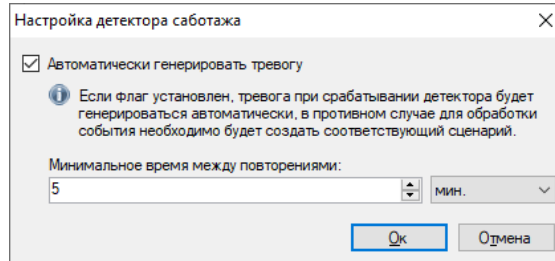 Настройка детектора саботажа
Автоматически генерировать тревогу
Если флаг установлен, тревога при срабатывании детектора будет
генерироваться автоматически, в противном случае для обработки
события необходимо будет создать соответствующий сценарий.
Минимальное время между повторениями:
5 мин.
Ок Отмена